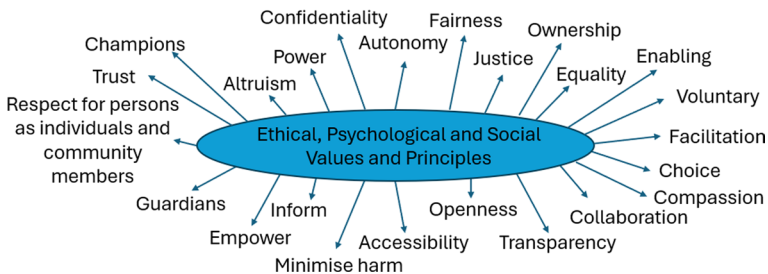 Confidentiality
Fairness
Ownership
Champions
Autonomy
Power
Justice
Enabling
Trust
Altruism
Equality
Voluntary
Respect for persons
as individuals and
community
members
Ethical, Psychological and Social
Values and Principles
Facilitation
Choice
Compassion
Guardians
Inform
Openness
Collaboration
Empower
Accessibility
Transparency
Minimise harm